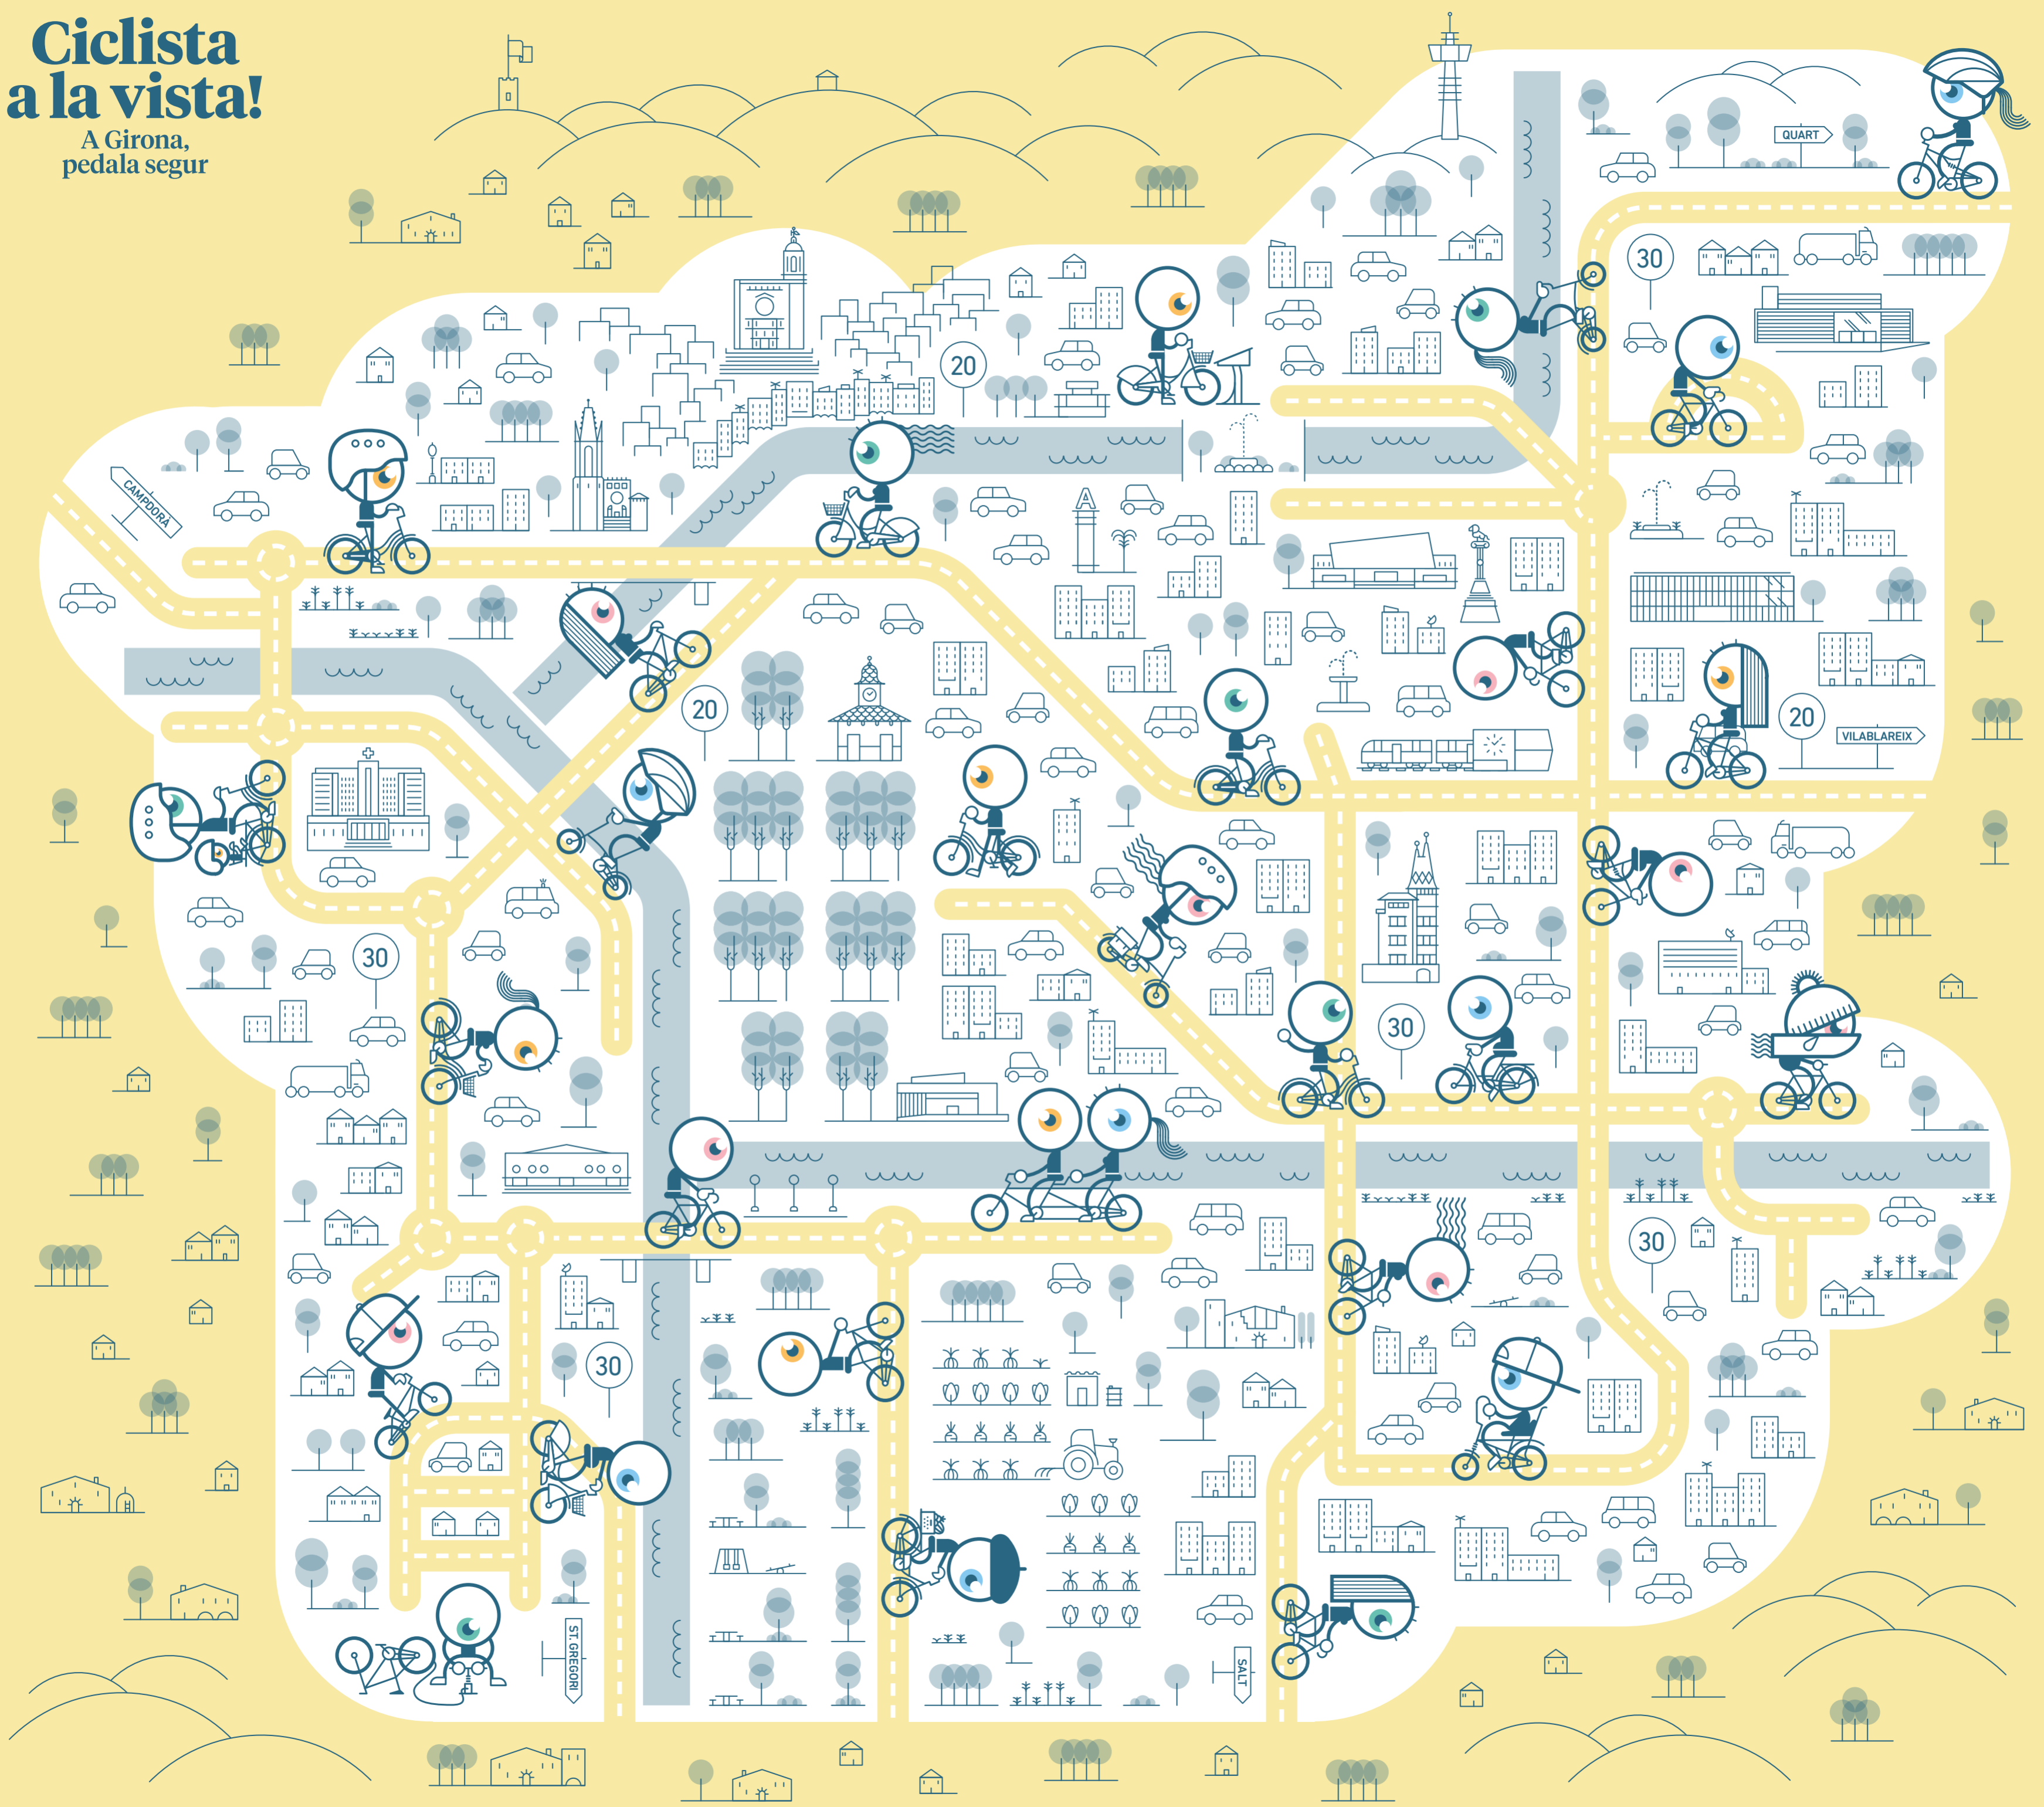 Ciclista
a la vista!
A Girona,
pedala segur
QUART
30
20
CAMPDORÀ
20
20
VILABLAREIX
30
30
30
30
ST. GREGORI
SALT
A